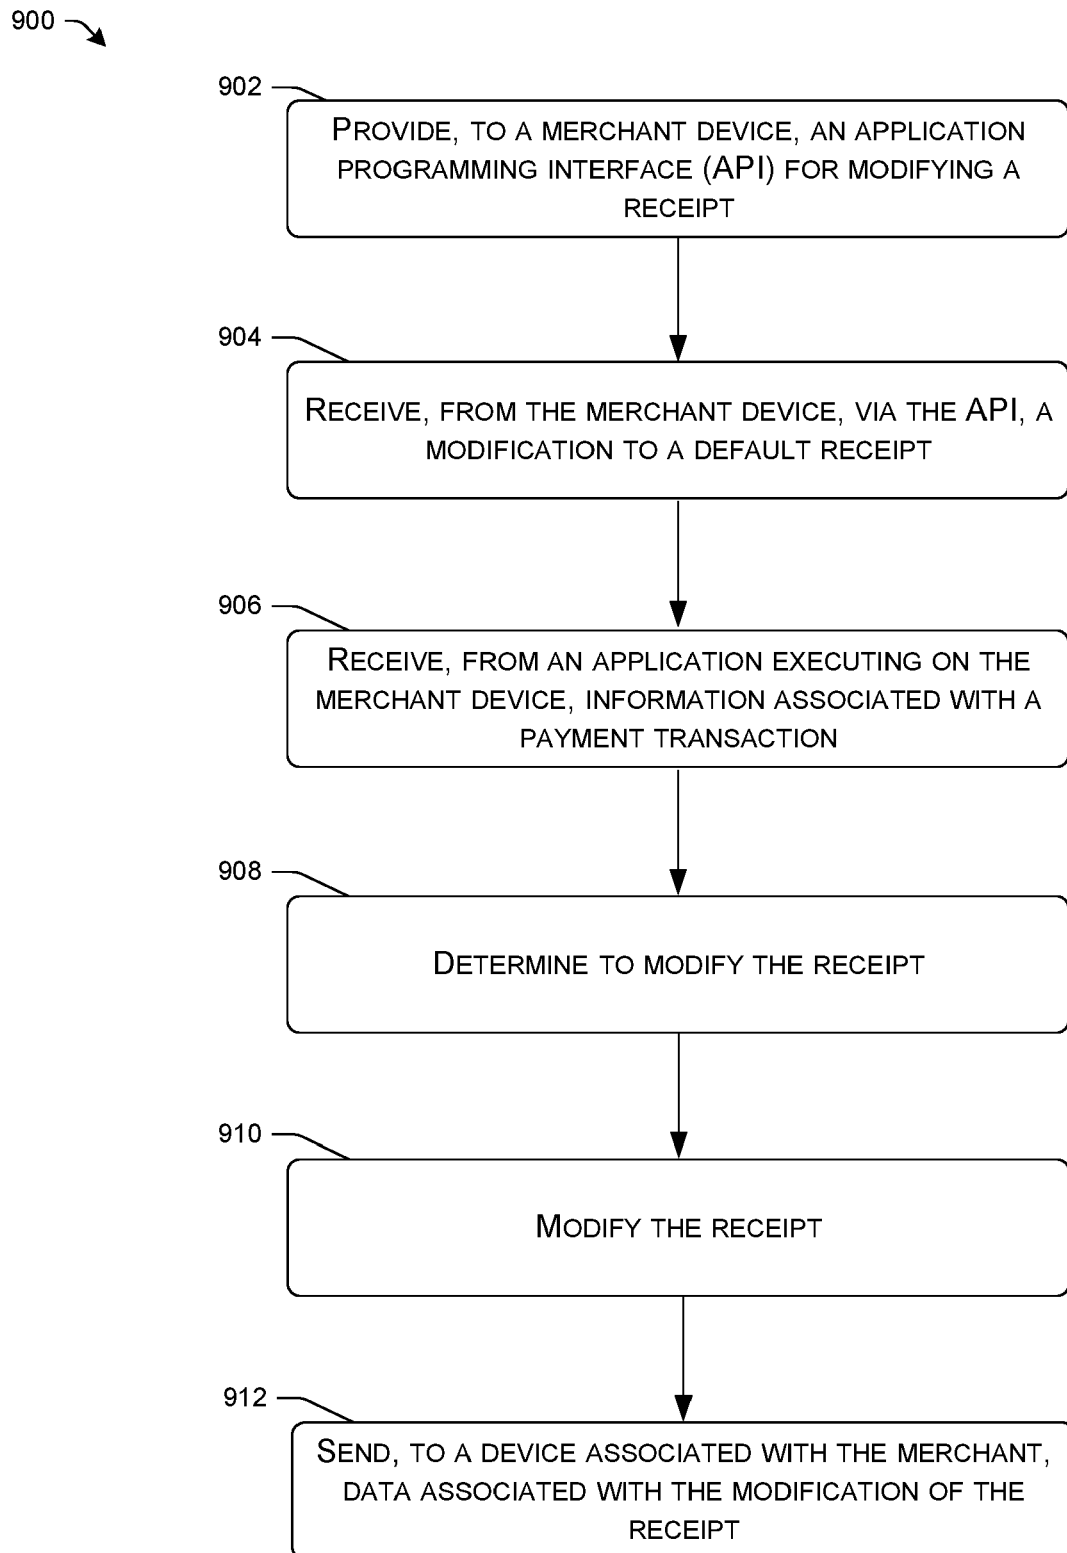 900
902
PROVIDE, TO A MERCHANT DEVICE, AN APPLICATION
PROGRAMMING INTERFACE (API) FOR MODIFYING A
RECEIPT
904
RECEIVE, FROM THE MERCHANT DEVICE, VIA THE API, A
MODIFICATION TO A DEFAULT RECEIPT
906
RECEIVE, FROM AN APPLICATION EXECUTING ON THE
MERCHANT DEVICE, INFORMATION ASSOCIATED WITH A
PAYMENT TRANSACTION
908
DETERMINE TO MODIFY THE RECEIPT
910
MODIFY THE RECEIPT
912
SEND, TO A DEVICE ASSOCIATED WITH THE MERCHANT,
DATA ASSOCIATED WITH THE MODIFICATION OF THE
RECEIPT